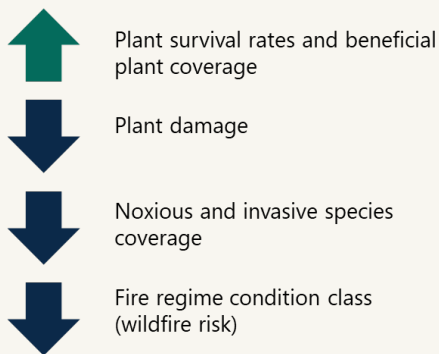 Plant survival rates and beneficial
plant coverage
Plant damage
Noxious and invasive species
coverage
Fire regime condition class
(wildfire risk)